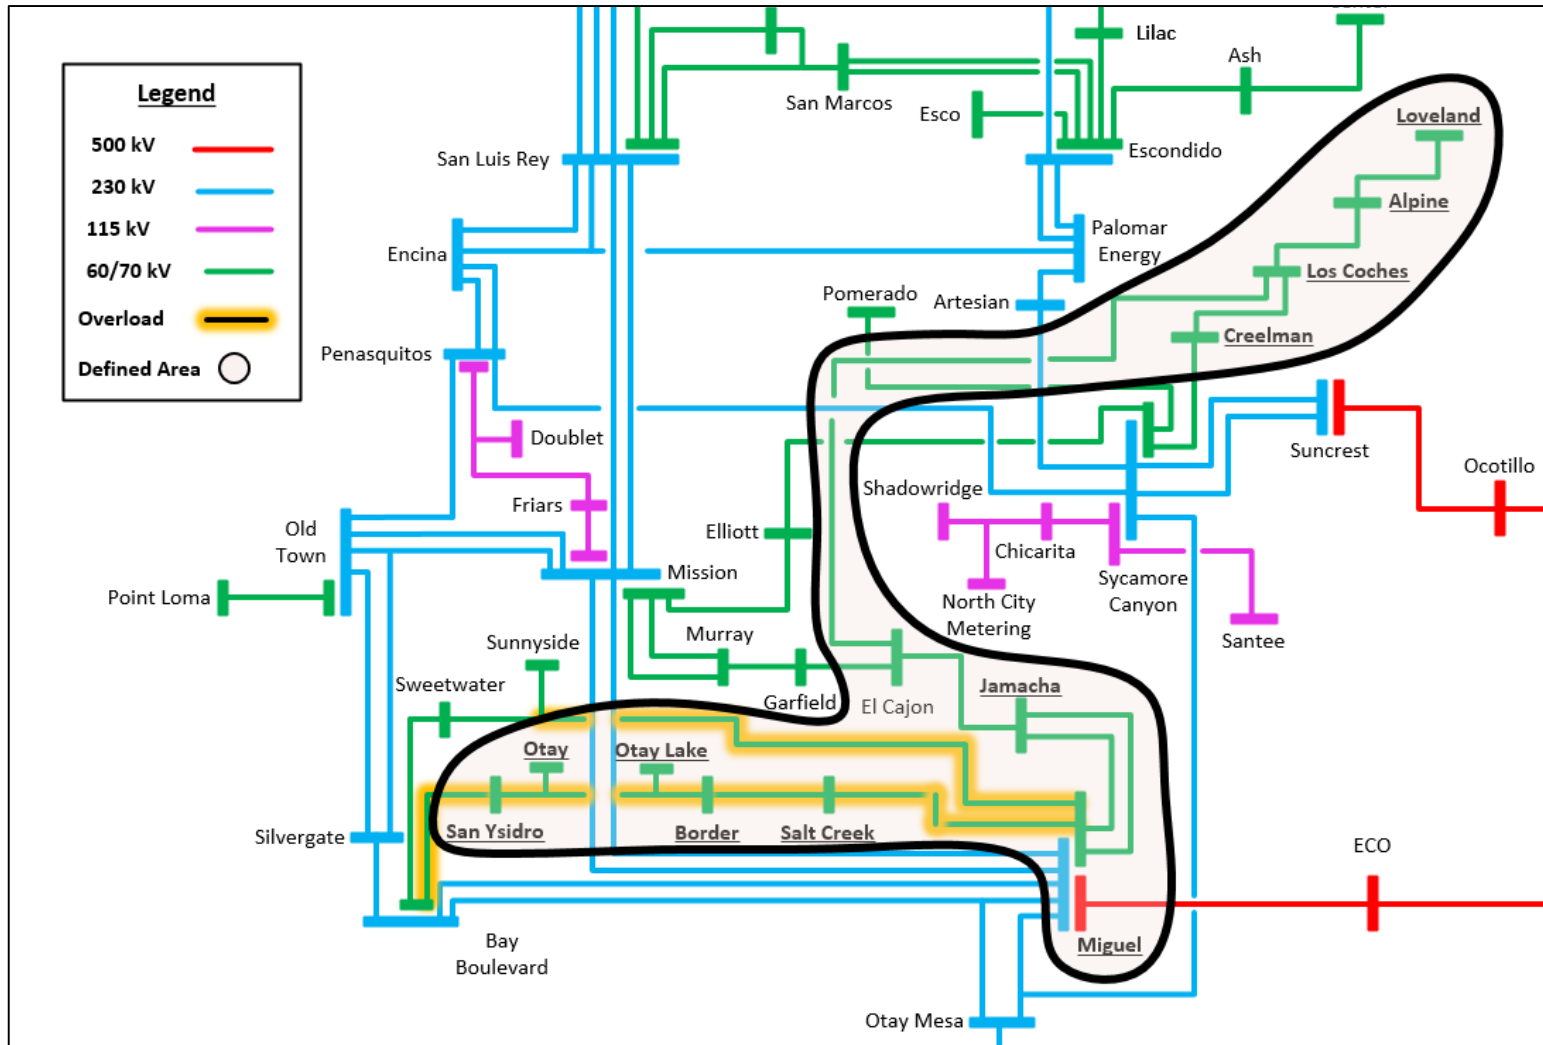 Lilac
Ash
San Marcos
Esco
Escondido
San Luis Rey
Legend
500 kV
230 kV
115 kV
60/70 kV
Overload
Defined Area
Loveland
Alpine
Los Coches
Creelman
Encina
Palomar
Energy
Pomerado
Artesian
Penasquitos
Doublet
Friars
Suncrest
Ocotillo
Shadowridge
Elliott
Chicarita
Old
Town
Mission
Point Loma
North City
Metering
Sycamore
Canyon
Santee
Sunnyside
Murray
Sweetwater
Garfield
El Cajon
Jamacha
Otay
Otay Lake
San Ysidro
Border
Salt Creek
Silvergate
ECO
Bay
Boulevard
Miguel
Otay Mesa